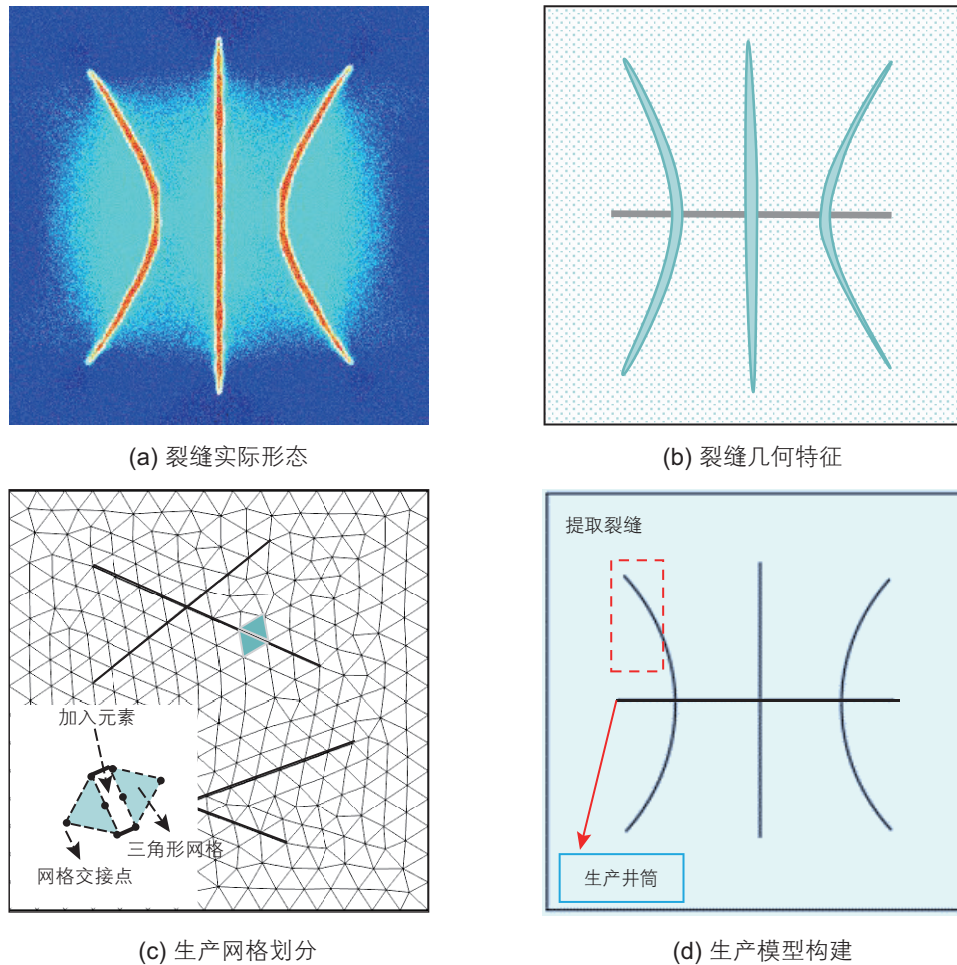 (a) 裂缝实际形态
(b) 裂缝几何特征
加入元素
三角形网格
网格交接点
(c) 生产网格划分
提取裂缝
生产井筒
(d) 生产模型构建